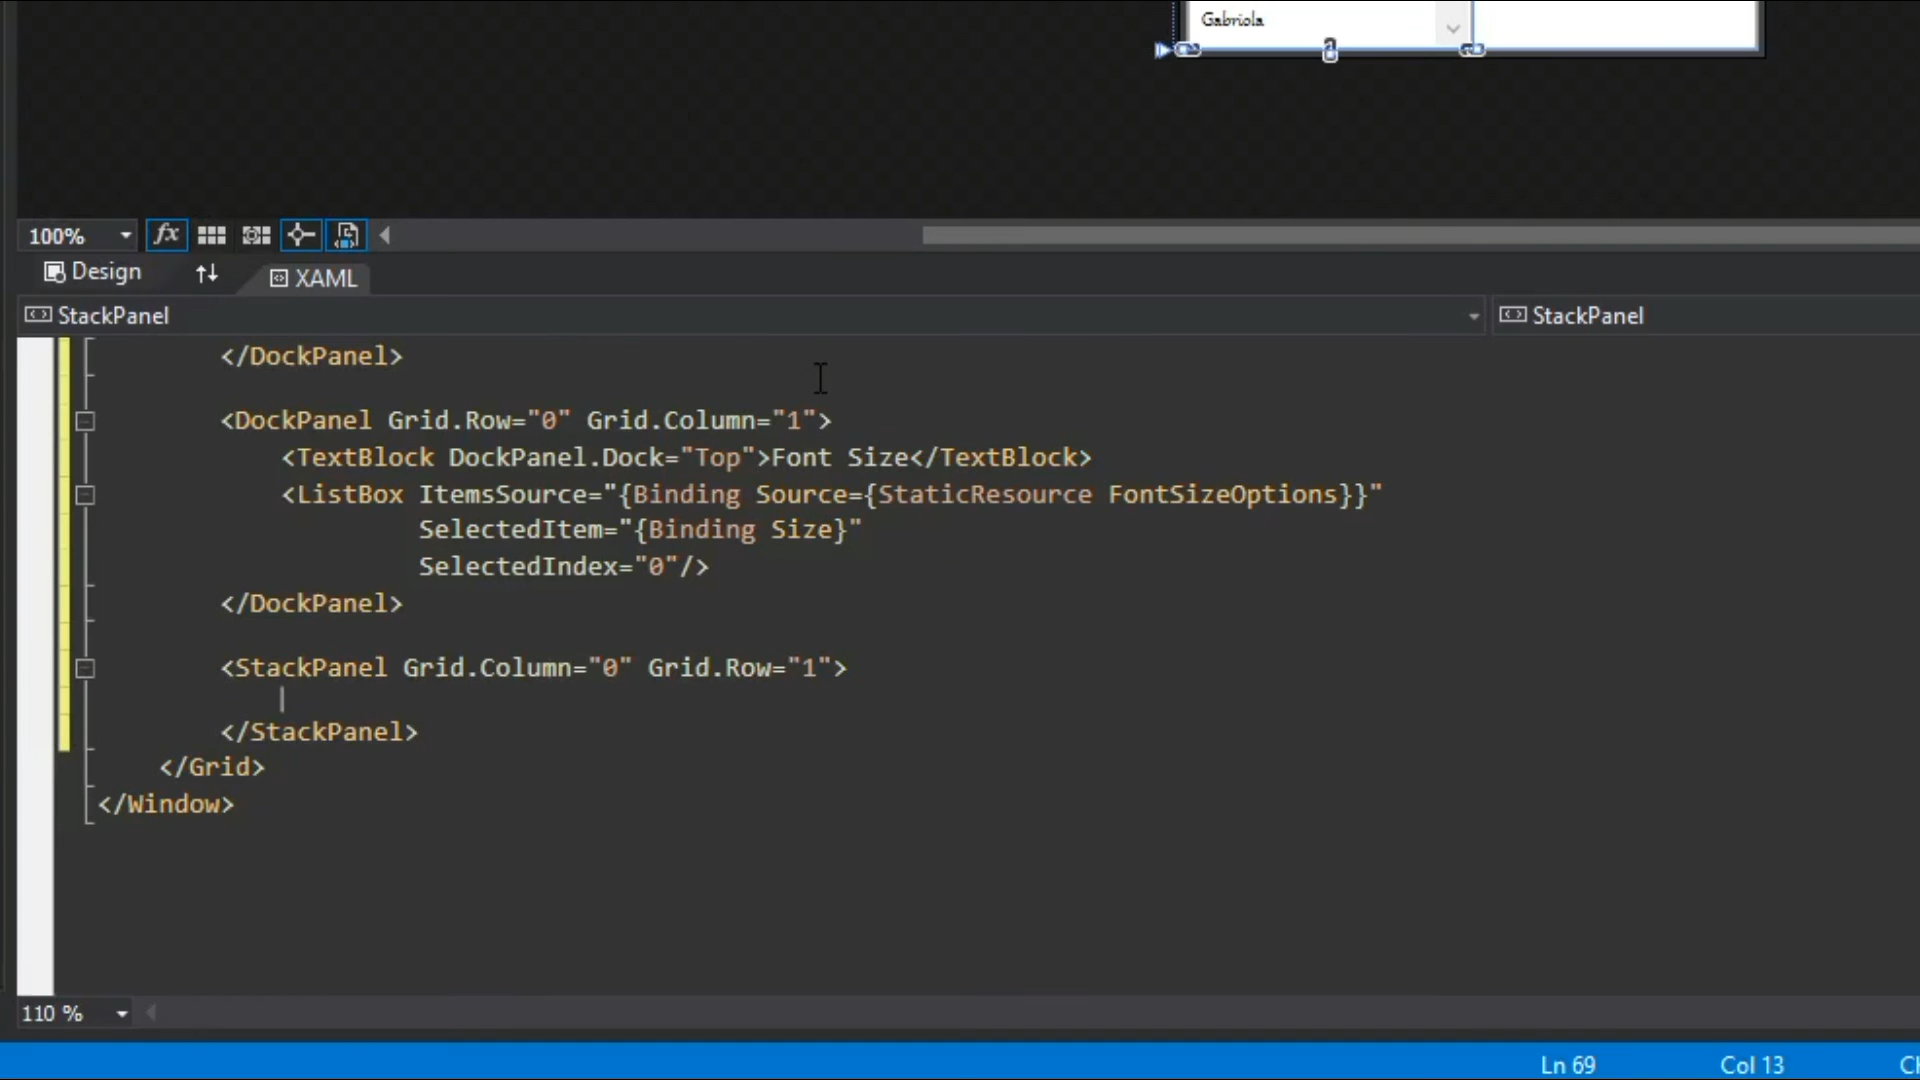 Gabriola
100%
fx
Design
XAML
StackPanel
StackPanel
</DockPanel>
<DockPanel Grid.Row="0" Grid.Column="1">
<TextBlock DockPanel.Dock="Top">Font Size</TextBlock>
<ListBox ItemsSource="{Binding Source={StaticResource FontSizeOptions}}"
SelectedItem="{Binding Size}"
SelectedIndex="0"/>
</DockPanel>
<StackPanel Grid.Column="0" Grid.Row="1">
</StackPanel>
</Grid>
</Window>
110 %
Ln 69
Col 13